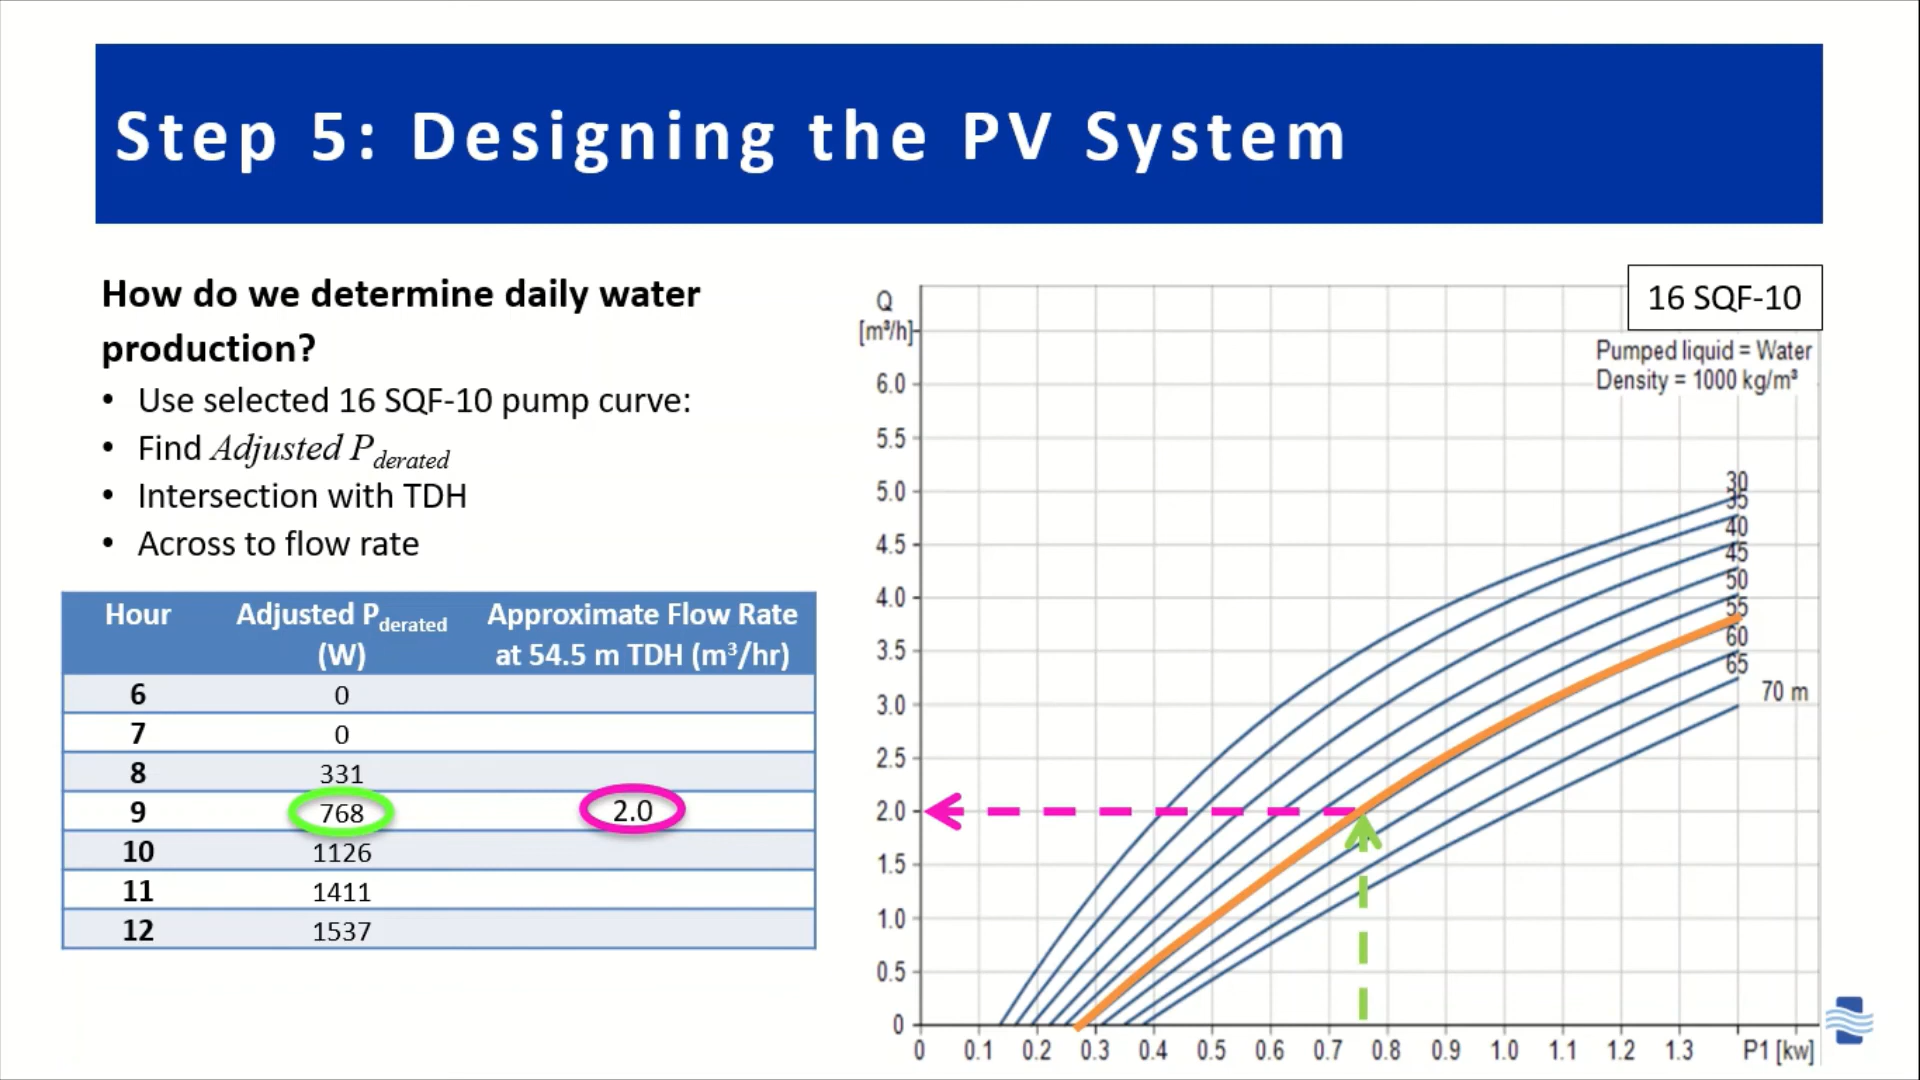 Step 5: Designing the PV System
How do we determine daily water
production?
• Use selected 16 SQF-10 pump curve:
• Find Adjusted P derated
• Intersection with TDH
• Across to flow rate
Hour Adjusted Pderated (W) Approximate Flow Rate at 54.5 m TDH (m³/hr)
6 0
7 0
8 331
9 768 2.0
10 1126
11 1411
12 1537
16 SQF-10
Q
[m³/h]
Pumped liquid = Water
Density = 1000 kg/m³
6.0
5.5
5.0
4.5
4.0
3.5
3.0
2.5
2.0
1.5
1.0
0.5
0
30
35
40
45
50
55
60
65
70 m
0 0.1 0.2 0.3 0.4 0.5 0.6 0.7 0.8 0.9 1.0 1.1 1.2 1.3 P1 [kw]